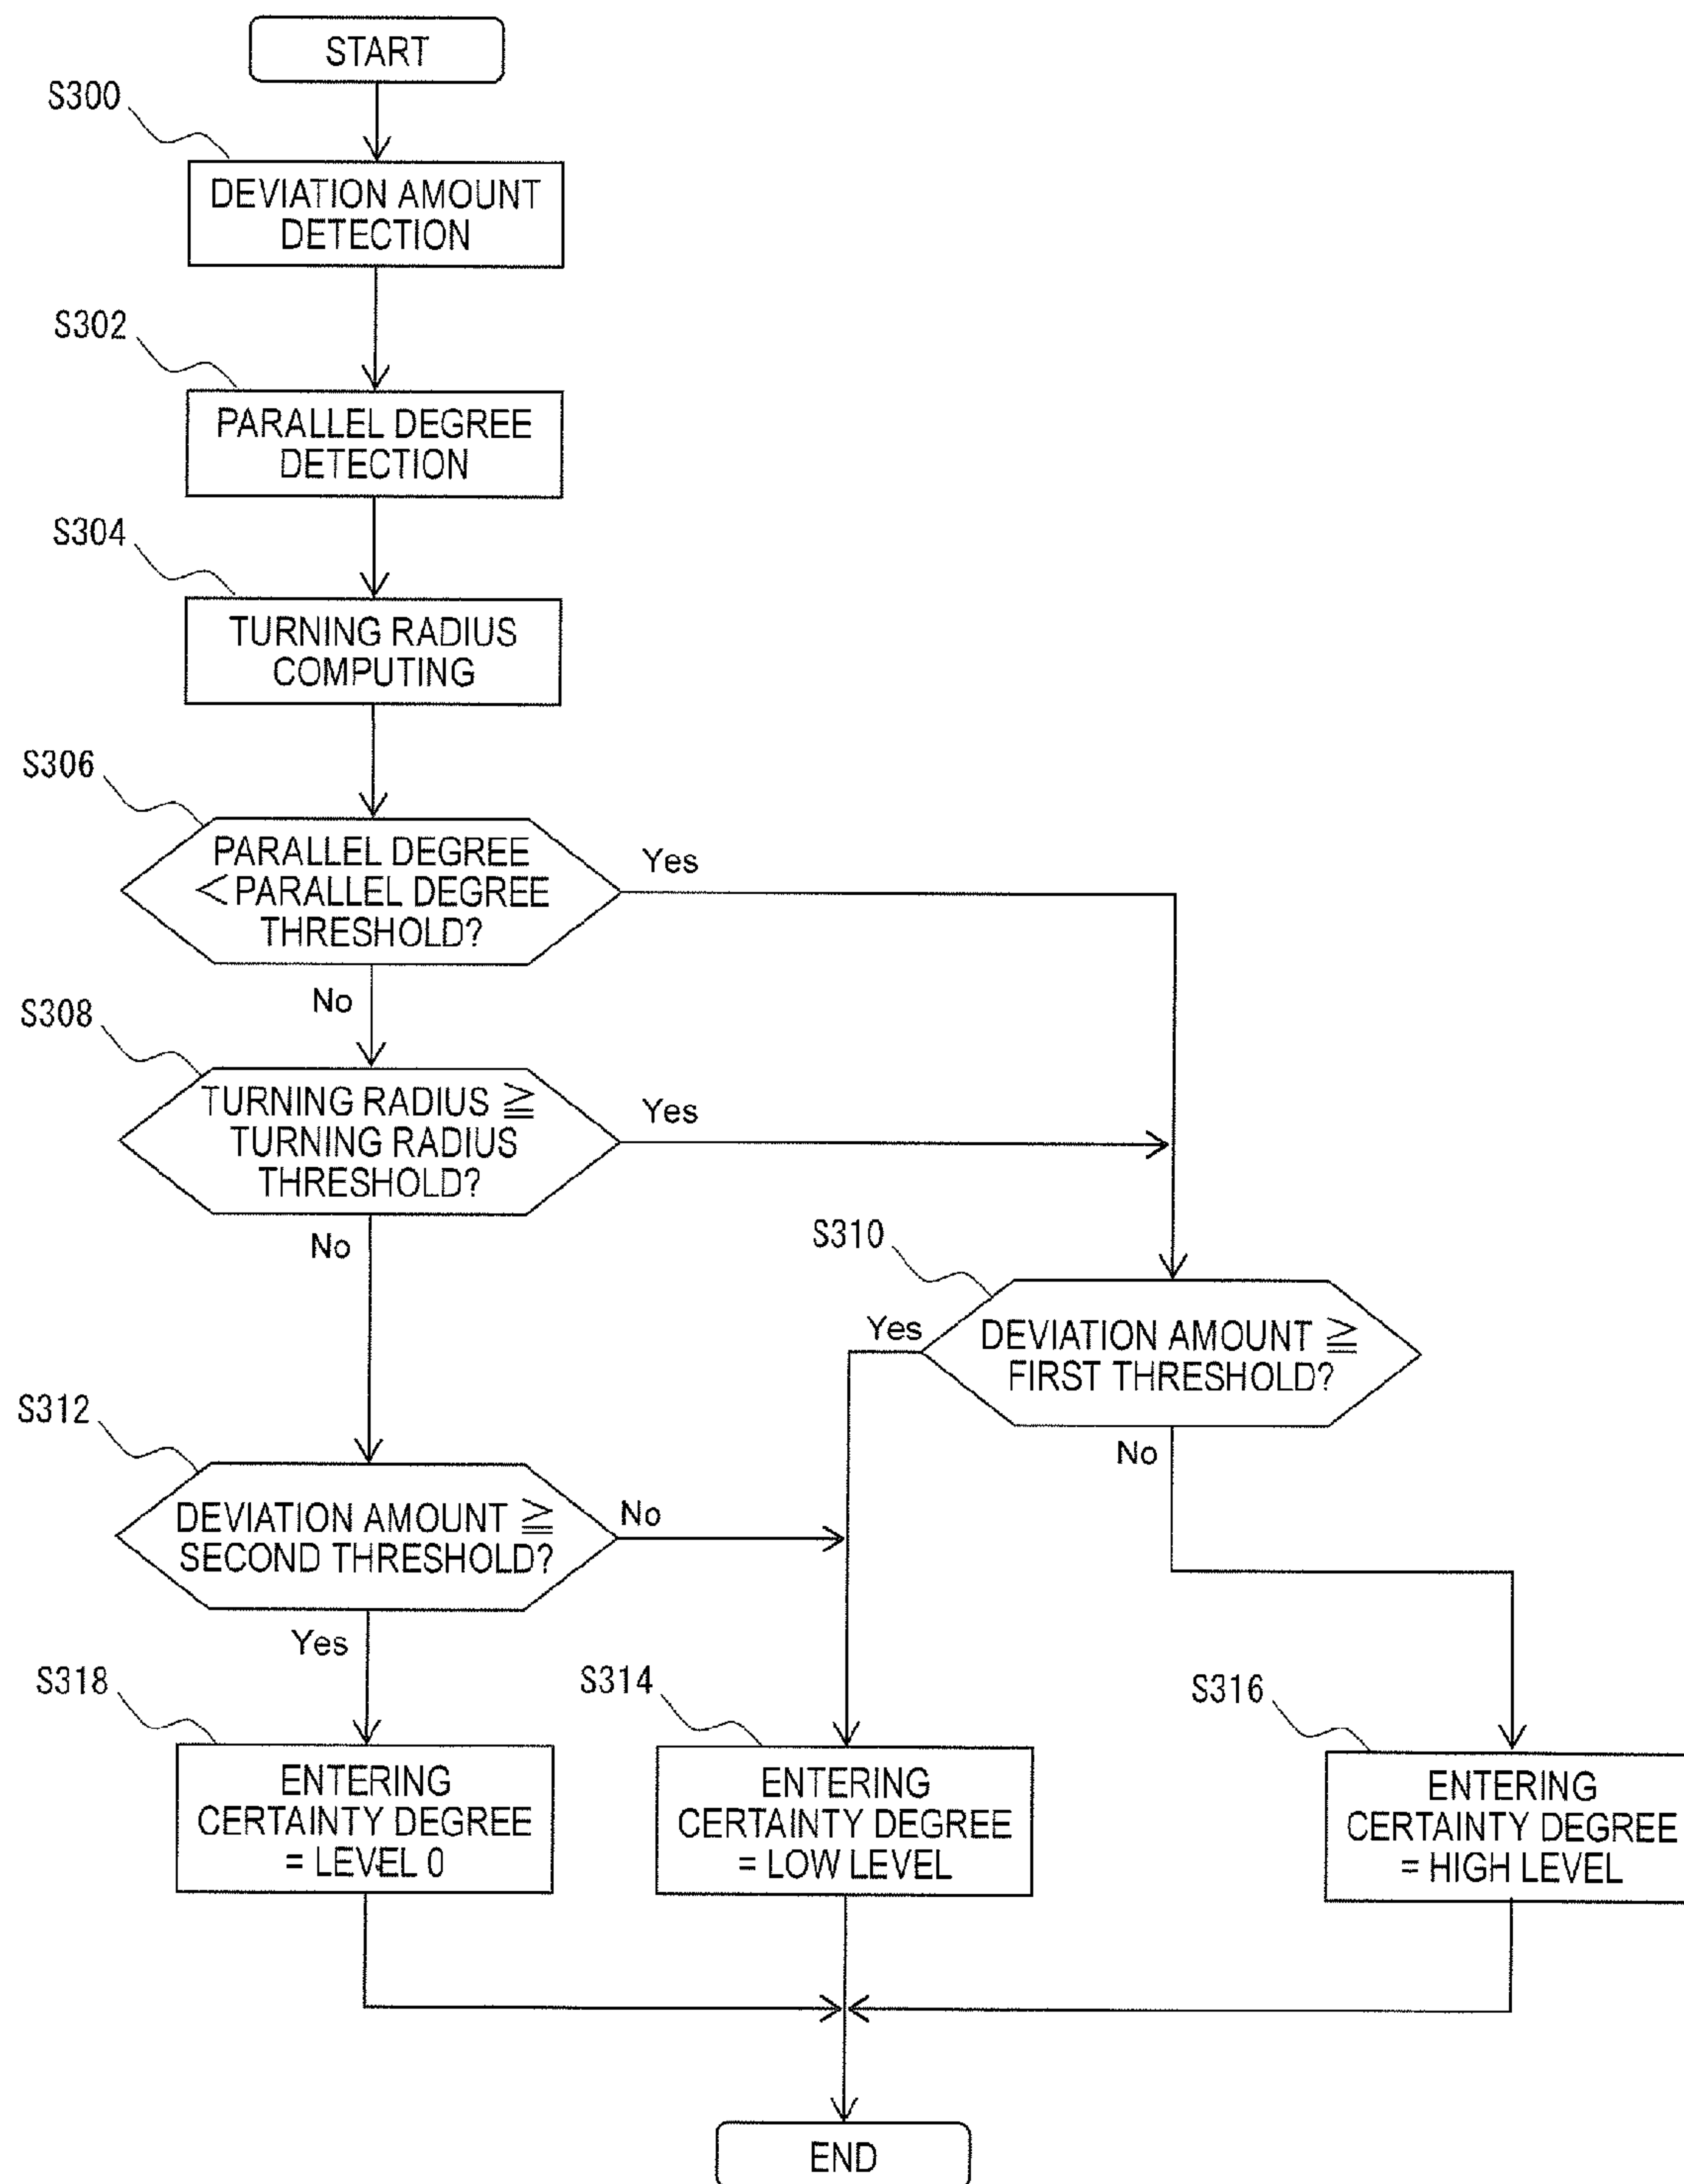 START
S300
DEVIATION AMOUNT
DETECTION
S302
PARALLEL DEGREE
DETECTION
S304
TURNING RADIUS
COMPUTING
S306
PARALLEL DEGREE
<PARALLEL DEGREE
THRESHOLD?
Yes
No
S308
TURNING RADIUS ≧
TURNING RADIUS
THRESHOLD?
Yes
No
S310
DEVIATION AMOUNT ≧
FIRST THRESHOLD?
Yes
No
S312
DEVIATION AMOUNT ≧
SECOND THRESHOLD?
No
Yes
S318
ENTERING
CERTAINTY DEGREE
= LEVEL 0
S314
ENTERING
CERTAINTY DEGREE
= LOW LEVEL
S316
ENTERING
CERTAINTY DEGREE
= HIGH LEVEL
END